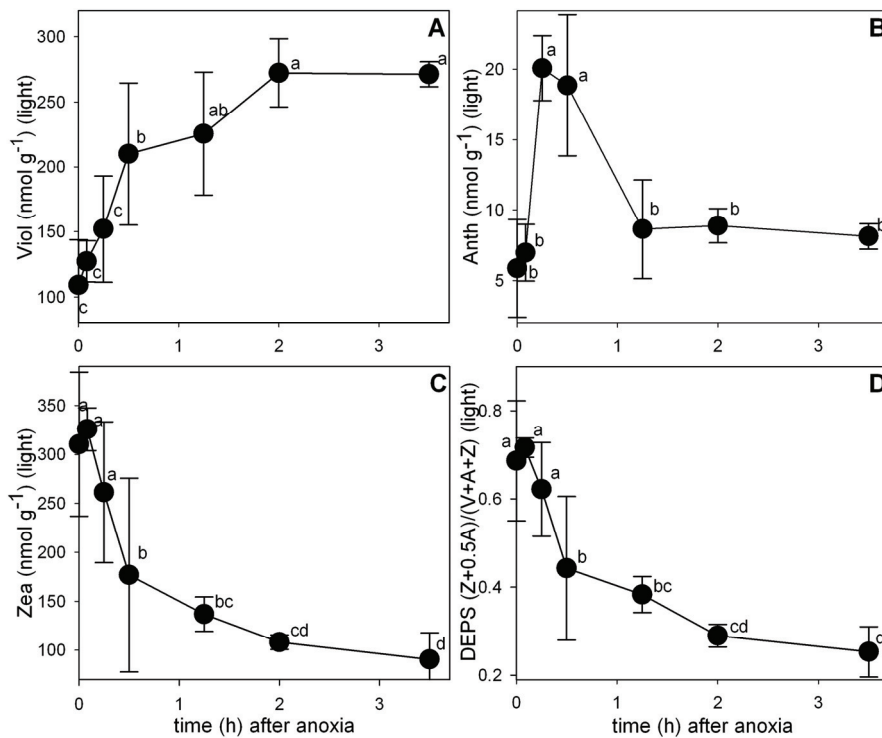 A
Viol (nmol g⁻¹) (light)
300
250
200
150
100
c
c
c
b
ab
a
a
0
1
2
3
B
Anth (nmol g⁻¹) (light)
20
15
10
5
b
b
a
a
b
b
b
0
1
2
3
C
Zea (nmol g⁻¹) (light)
350
300
250
200
150
100
a
a
a
b
bc
cd
d
0
1
2
3
time (h) after anoxia
D
DEPS (Z+0.5A)/(V+A+Z) (light)
0.8
0.6
0.4
0.2
a
a
a
b
bc
cd
d
0
1
2
3
time (h) after anoxia